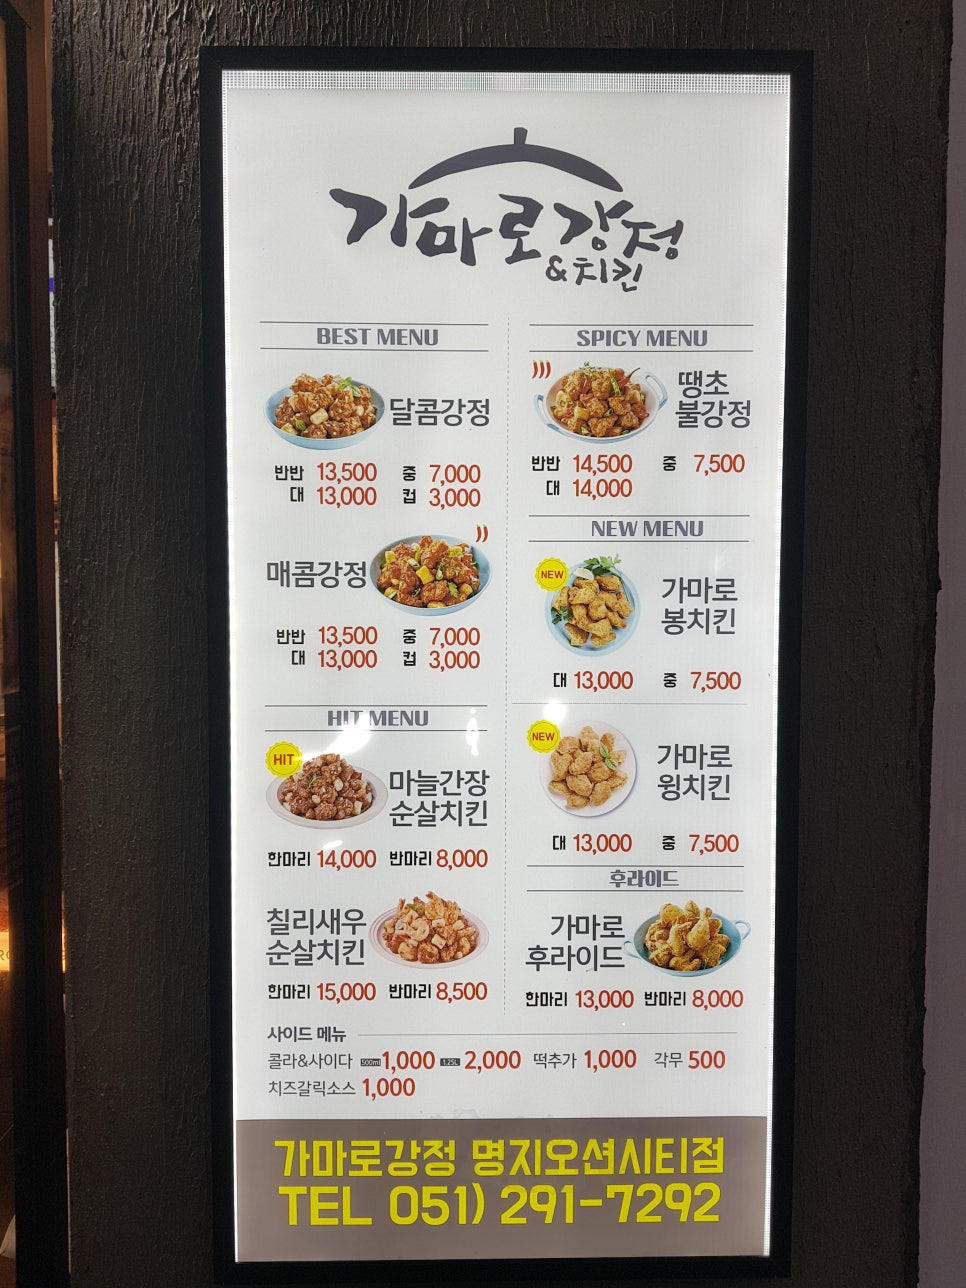 가마로강정
&치킨
BEST MENU
달콤강정
반반 13,500 중 7,000
대 13,000 컵 3,000
매콤강정
반반 13,500 중 7,000
대 13,000 컵 3,000
HIT MENU
HIT
마늘간장
순살치킨
한마리 14,000 반마리 8,000
칠리새우
순살치킨
한마리 15,000 반마리 8,500
SPICY MENU
땡초
불강정
반반 14,500 중 7,500
대 14,000
NEW MENU
NEW
가마로
봉치킨
대 13,000 중 7,500
NEW
가마로
윙치킨
대 13,000 중 7,500
후라이드
가마로
후라이드
한마리 13,000 반마리 8,000
사이드 메뉴
콜라&사이다 500ml 1,000 1.25L 2,000 떡추가 1,000 각무 500
치즈갈릭소스 1,000
가마로강정 명지오션시티점
TEL 051) 291-7292